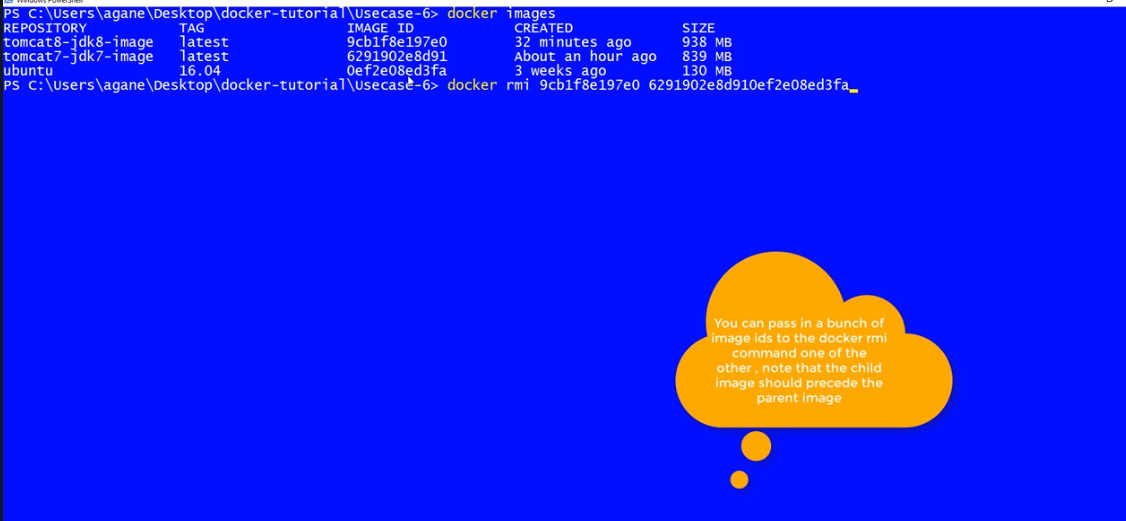 Windows PowerShell
PS C:\Users\agane\Desktop\docker-tutorial\Usecase-6> docker images
REPOSITORY TAG IMAGE ID CREATED SIZE
tomcat8-jdk8-image latest 9cb1f8e197e0 32 minutes ago 938 MB
tomcat7-jdk7-image latest 6291902e8d91 About an hour ago 839 MB
ubuntu 16.04 0ef2e08ed3fa 3 weeks ago 130 MB
PS C:\Users\agane\Desktop\docker-tutorial\Usecase-6> docker rmi 9cb1f8e197e0 6291902e8d910ef2e08ed3fa
You can pass in a bunch of
image ids to the docker rmi
command one of the
other , note that the child
image should precede the
parent image